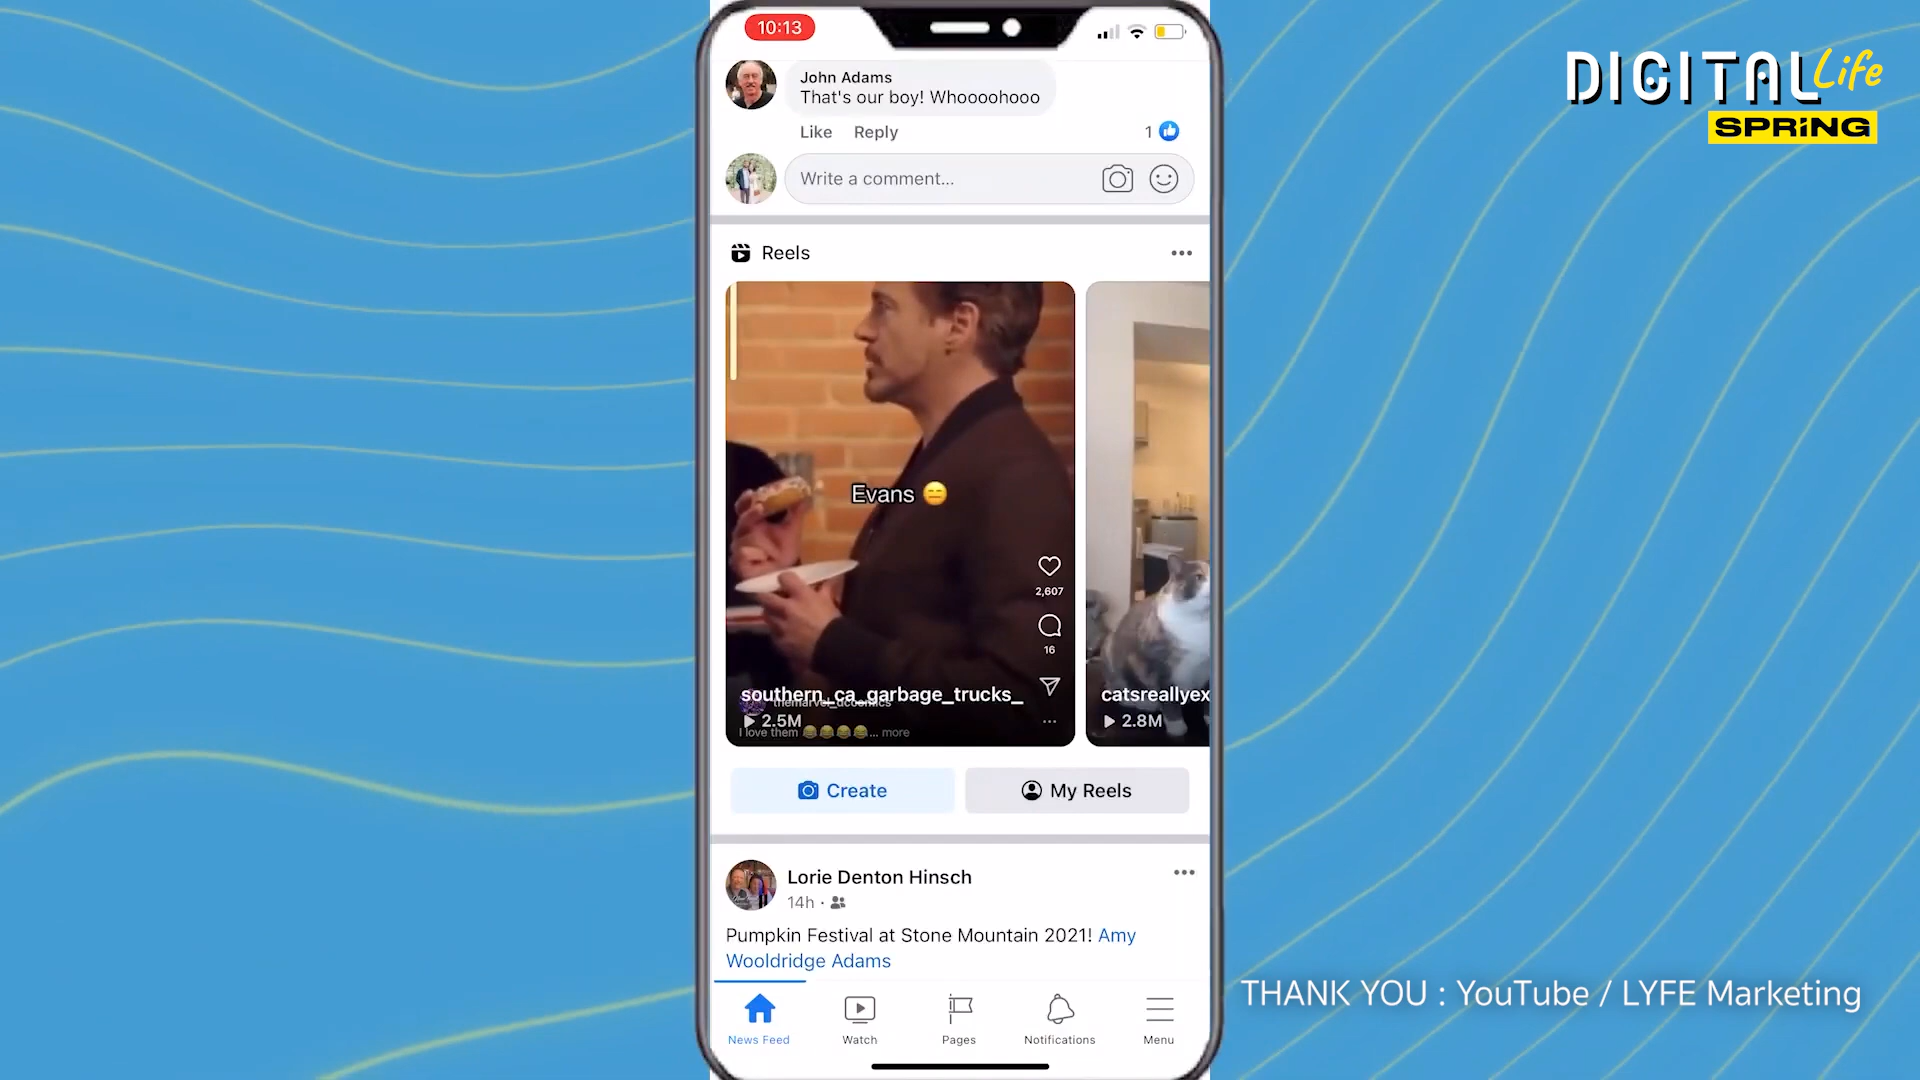 10:13
DIGITAL Life
SPRiNG
John Adams
That's our boy! Whoooohooo
Like Reply 1
Write a comment...
Reels
Evans
2,607
16
southern_ca_garbage_trucks_
themarvel_dccomics
2.5M
I love them ... more
catsreallyex
2.8M
Create
My Reels
Lorie Denton Hinsch
14h ·
Pumpkin Festival at Stone Mountain 2021! Amy
Wooldridge Adams
THANK YOU : YouTube / LYFE Marketing
News Feed Watch Pages Notifications Menu